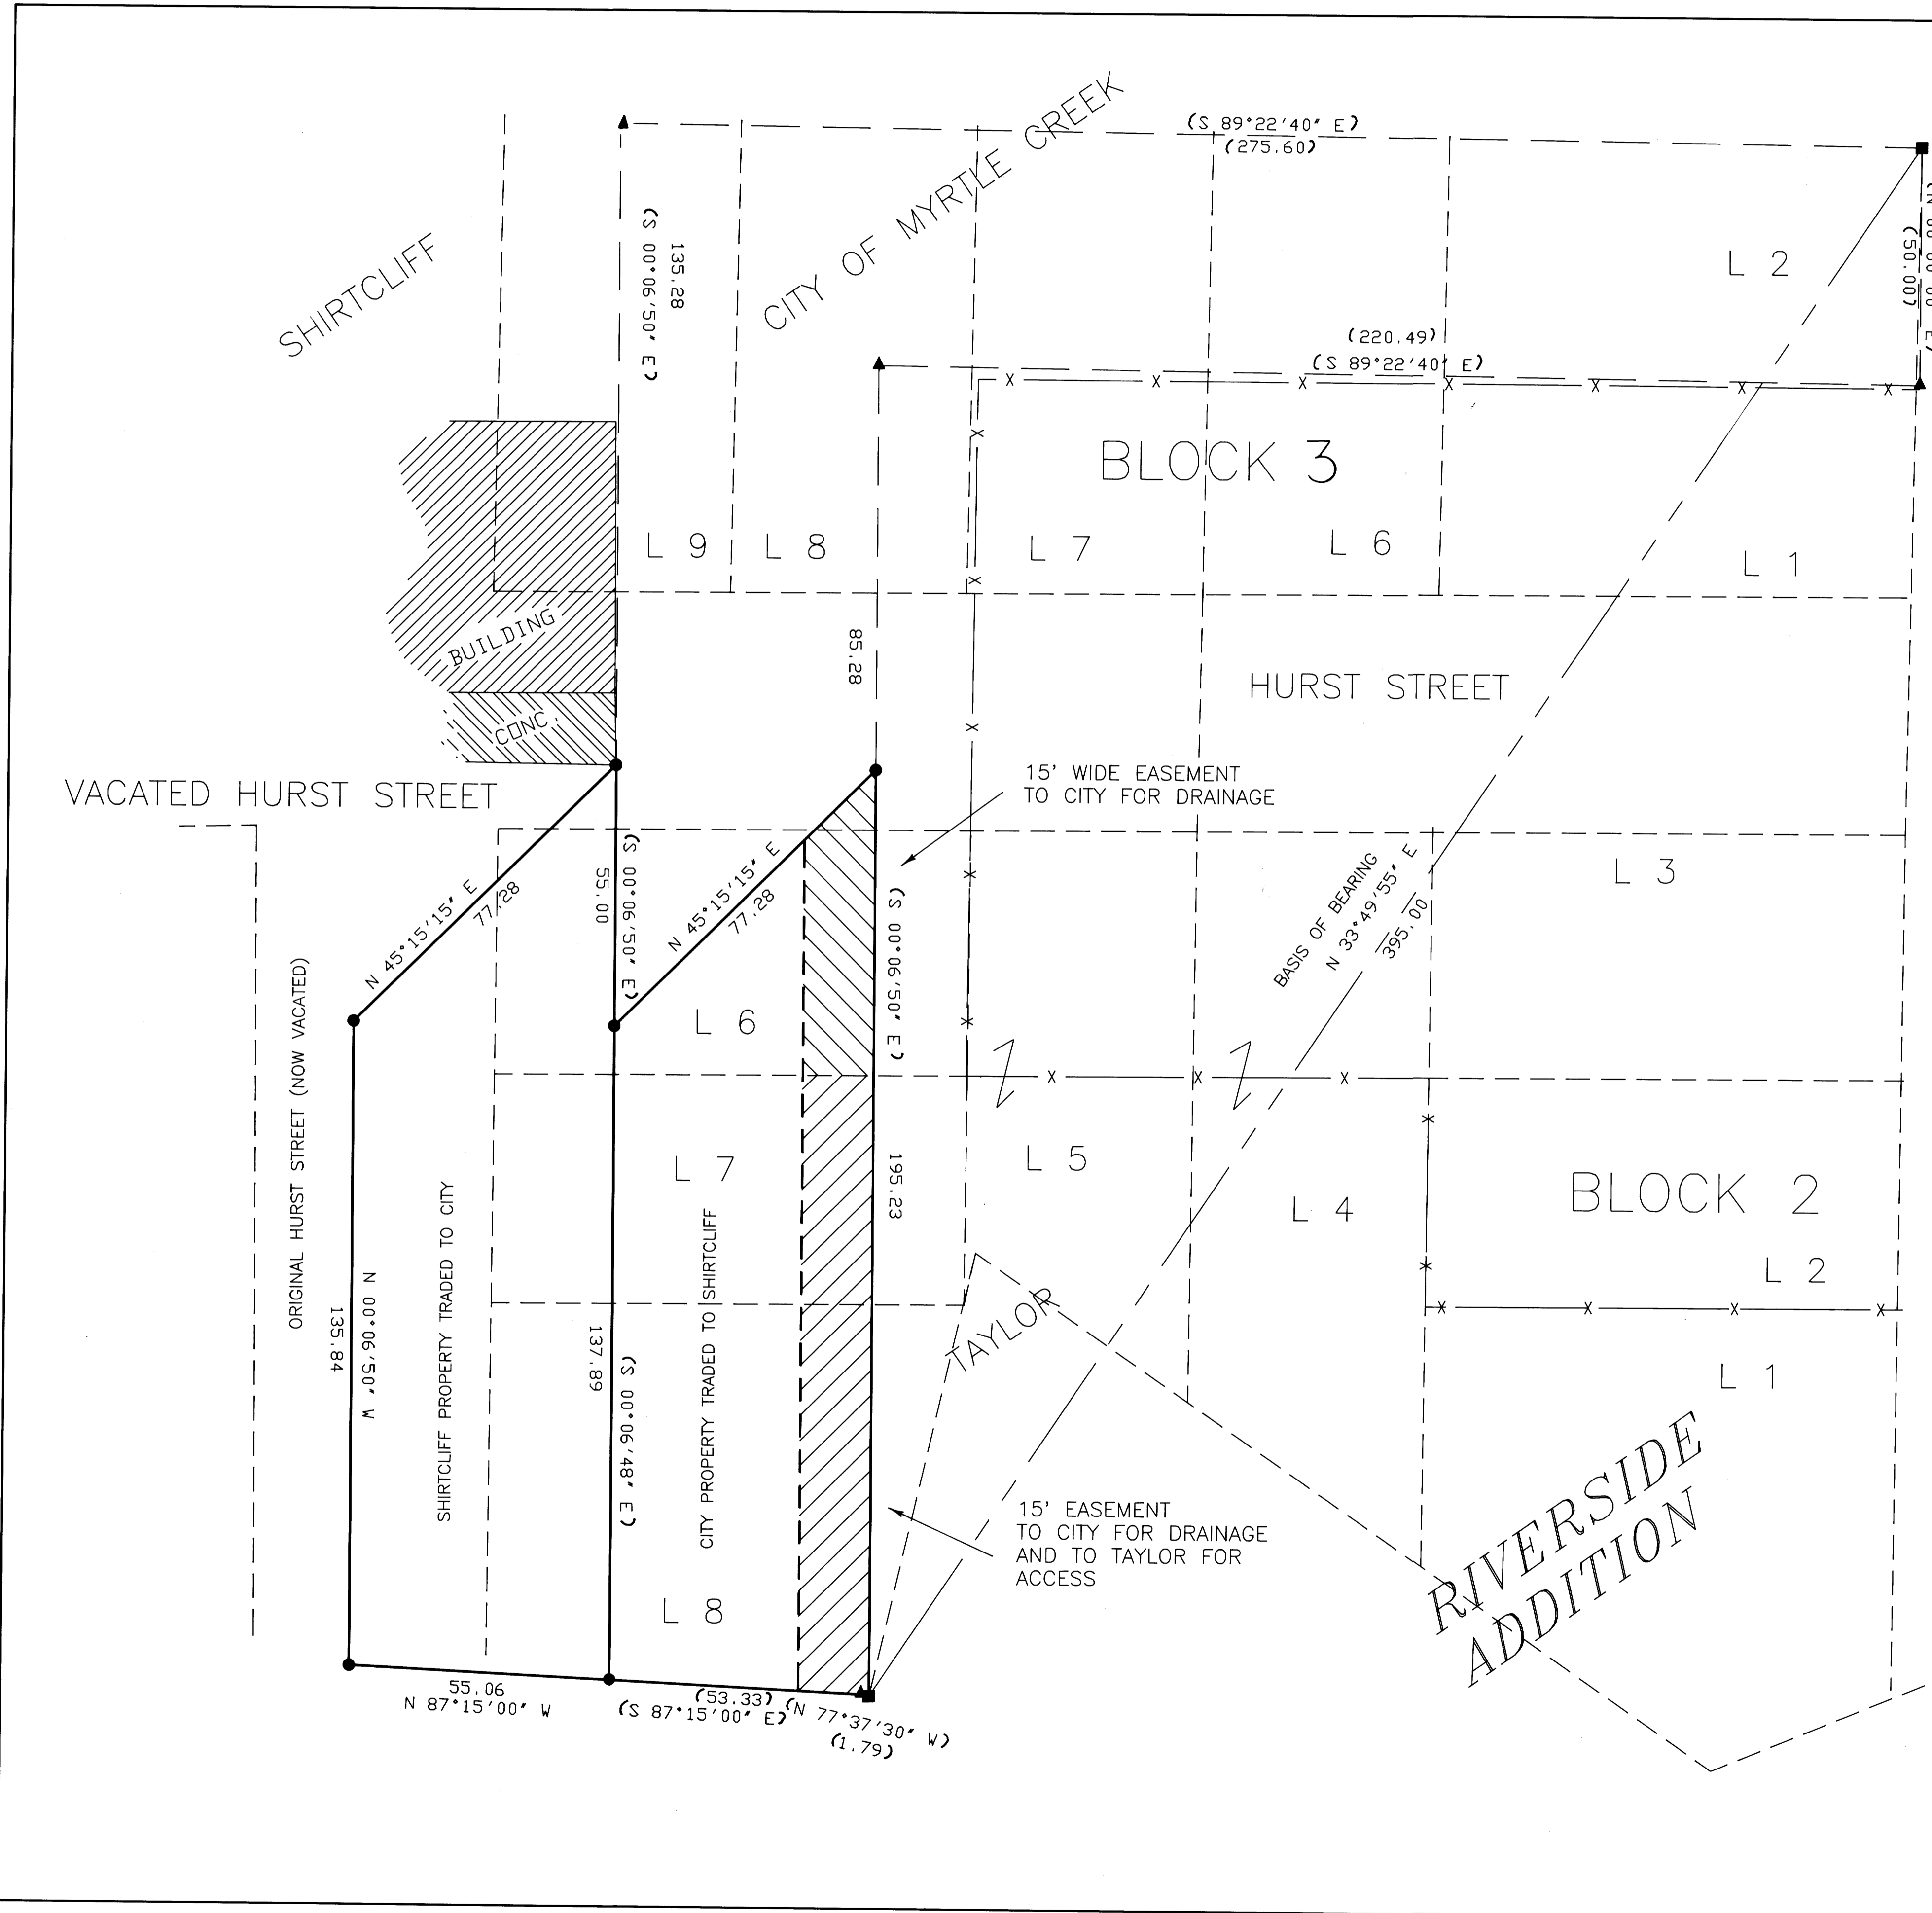 (S 89°22'40" E)
(275.60)
(50.00)
SHIRTCLIFF
(S 00°06'50" E)
135.28
CITY OF MYRTLE CREEK
L 2
(220.49)
(S 89°22'40" E)
BLOCK 3
L 9
L 8
L 7
L 6
L 1
BUILDING
CONC.
85.28
HURST STREET
VACATED HURST STREET
15' WIDE EASEMENT
TO CITY FOR DRAINAGE
N 45°15'15" E
77.28
(S 00°06'50" E)
55.00
N 45°15'15" E
77.28
(S 00°06'50" E)
195.23
BASIS OF BEARING
N 33°49'55" E
395.00
L 3
L 6
ORIGINAL HURST STREET (NOW VACATED)
L 7
L 5
L 4
BLOCK 2
L 2
L 1
N 00°06'50" W
135.84
SHIRTCLIFF PROPERTY TRADED TO CITY
137.89
(S 00°06'48" E)
CITY PROPERTY TRADED TO SHIRTCLIFF
TAYLOR
15' EASEMENT
TO CITY FOR DRAINAGE
AND TO TAYLOR FOR
ACCESS
L 8
RIVERSIDE
ADDITION
55.06
N 87°15'00" W
(53.33)
(S 87°15'00" E)
(N 77°37'30" W)
(1.79)